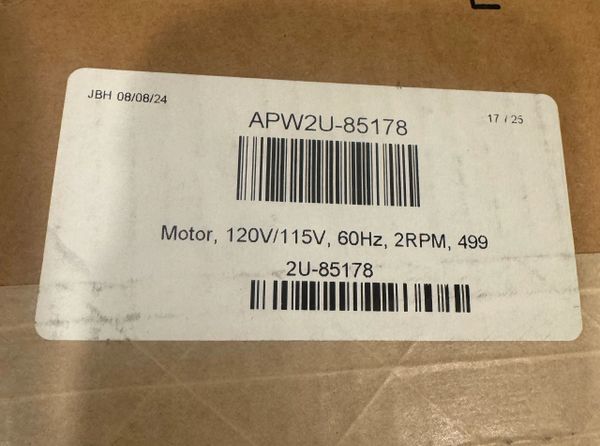 JBH 08/08/24
APW2U-85178
17 / 25
Motor, 120V/115V, 60Hz, 2RPM, 499
2U-85178